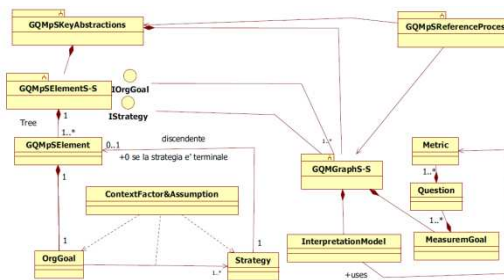 GQMpSKeyAbstractions
GQMpSReferenceProces
GQMpSElementS-S
IOrgGoal
IStrategy
1
Tree
1..*
GQMpSElement
0..1
discendente
+0 se la strategia e' terminale
1..*
GQMGraphS-S
Metric
1..*
Question
1..*
MeasuremGoal
1
ContextFactor&Assumption
1
OrgGoal
1
1..*
Strategy
InterpretationModel
+uses